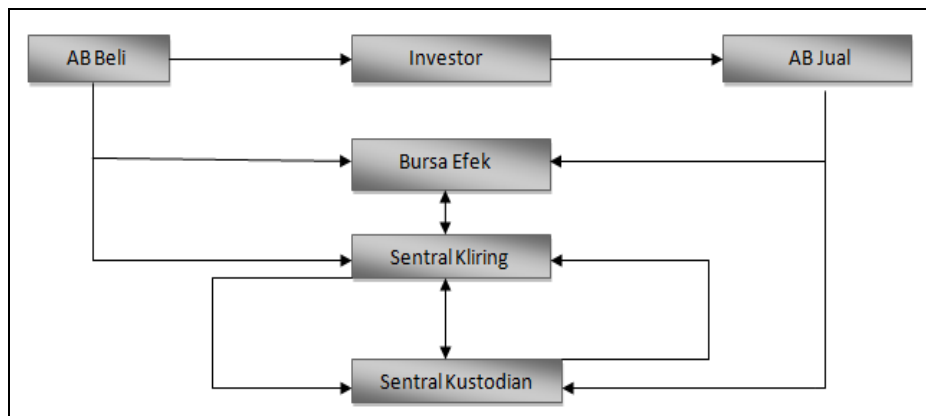 AB Beli
Investor
AB Jual
Bursa Efek
Sentral Kliring
Sentral Kustodian